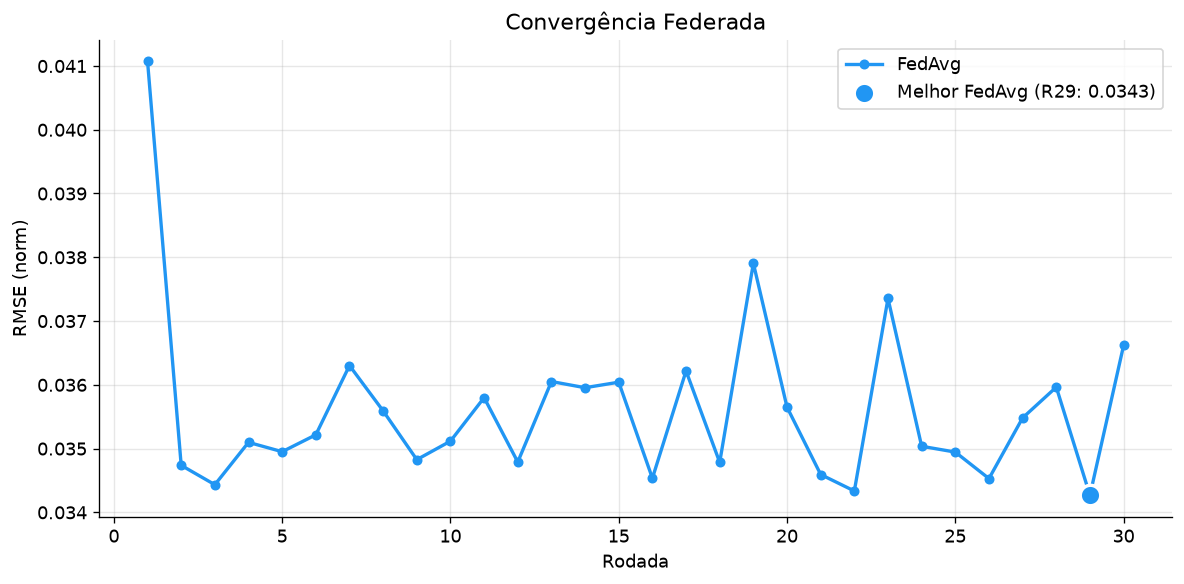 Convergência Federada
FedAvg
Melhor FedAvg (R29: 0.0343)
RMSE (norm)
0.041
0.040
0.039
0.038
0.037
0.036
0.035
0.034
0 5 10 15 20 25 30
Rodada